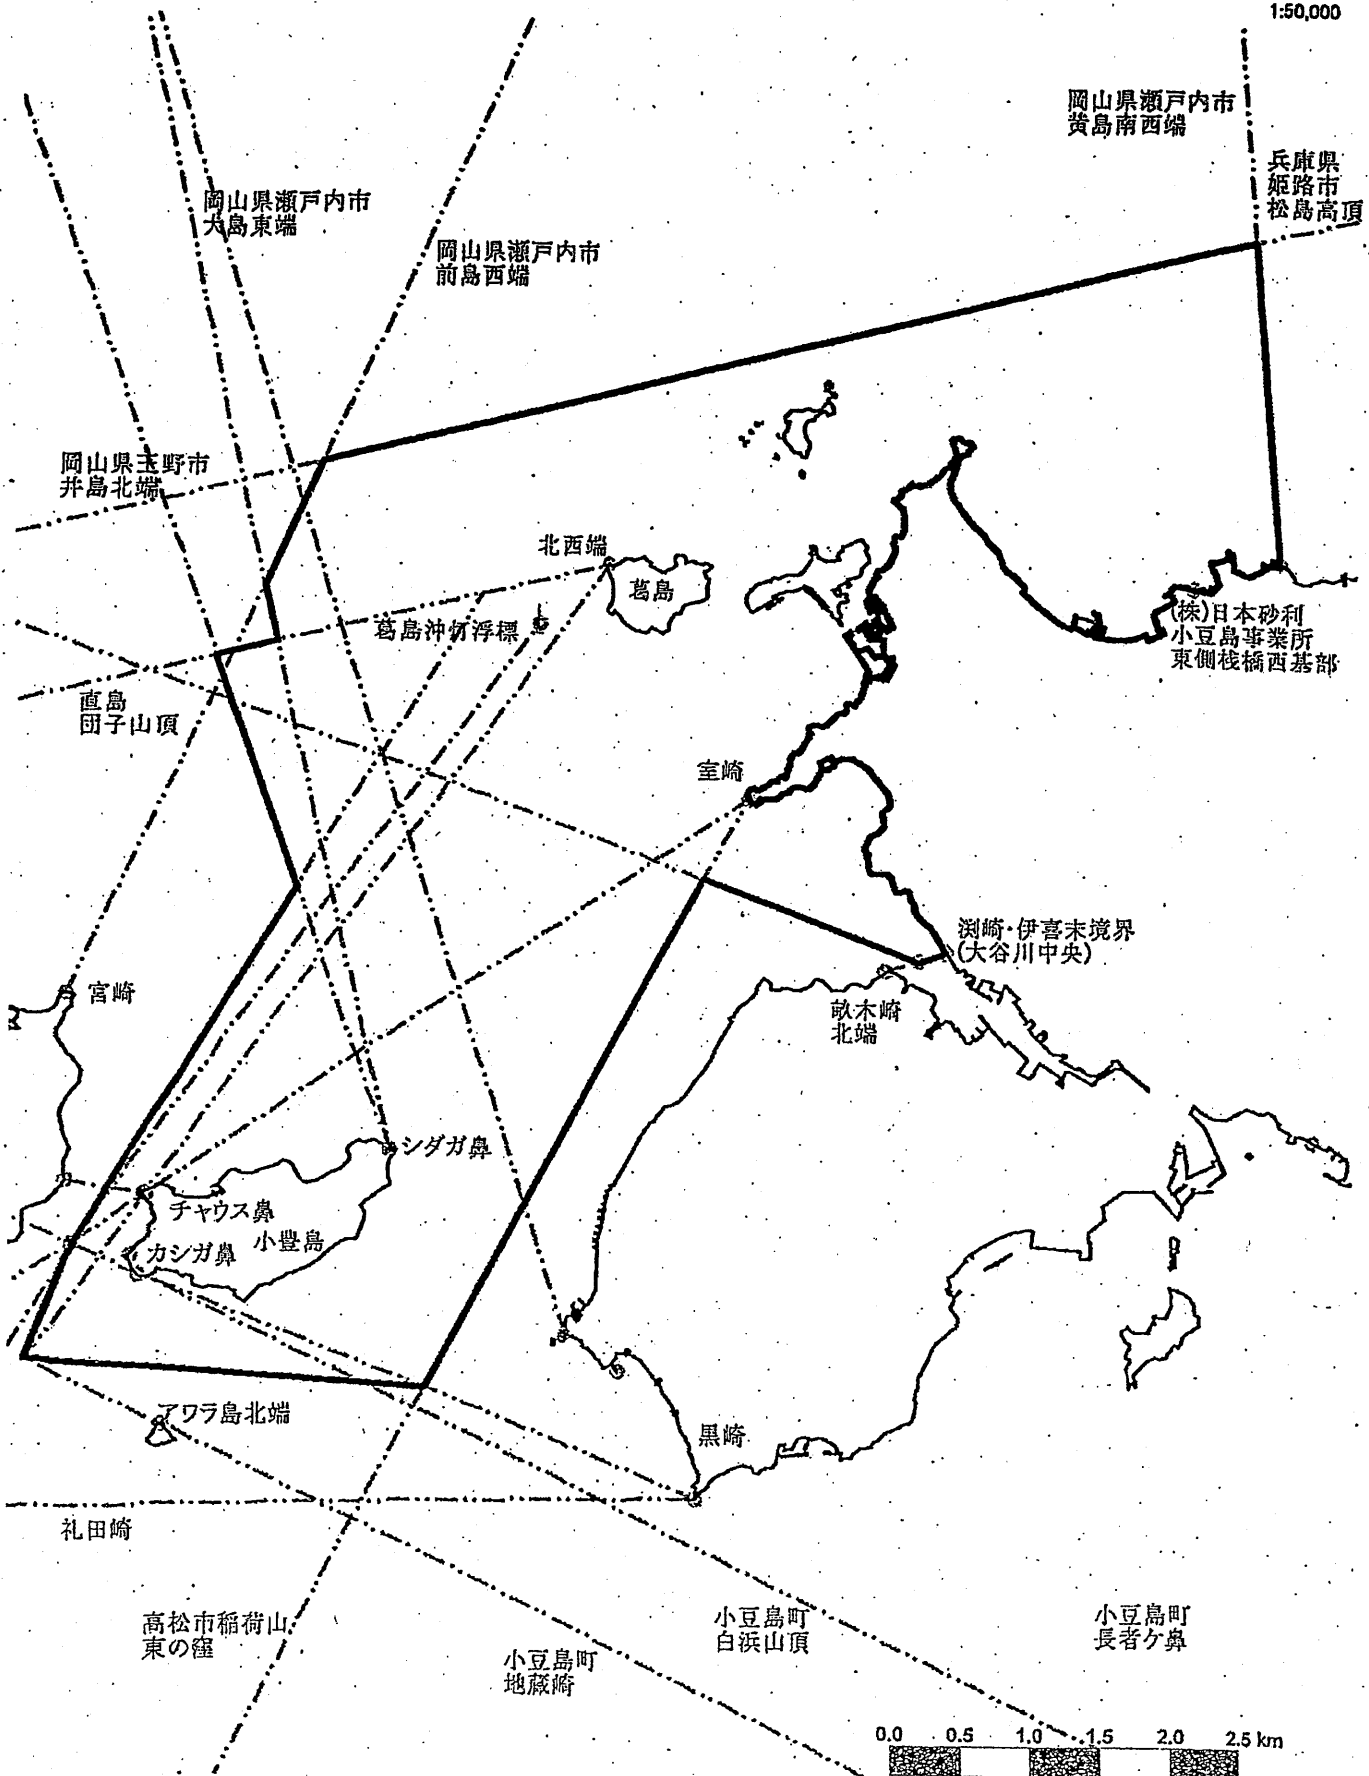 1:50,000
岡山県瀬戸内市
黄島南西端
兵庫県
姫路市
松島高頂
岡山県瀬戸内市
犬島東端
岡山県瀬戸内市
前島西端
岡山県玉野市
井島北端
北西端
葛島
葛島沖灯浮標
(株)日本砂利
小豆島事業所
東側桟橋西基部
直島
団子山頂
室崎
渕崎・伊喜末境界
(大谷川中央)
宮崎
畝木崎
北端
シダガ鼻
チャウス鼻
小豊島
カシガ鼻
アワラ島北端
黒崎
礼田崎
高松市稲荷山
東の窪
小豆島町
白浜山頂
小豆島町
長者ケ鼻
小豆島町
地蔵崎
0.0 0.5 1.0 1.5 2.0 2.5 km